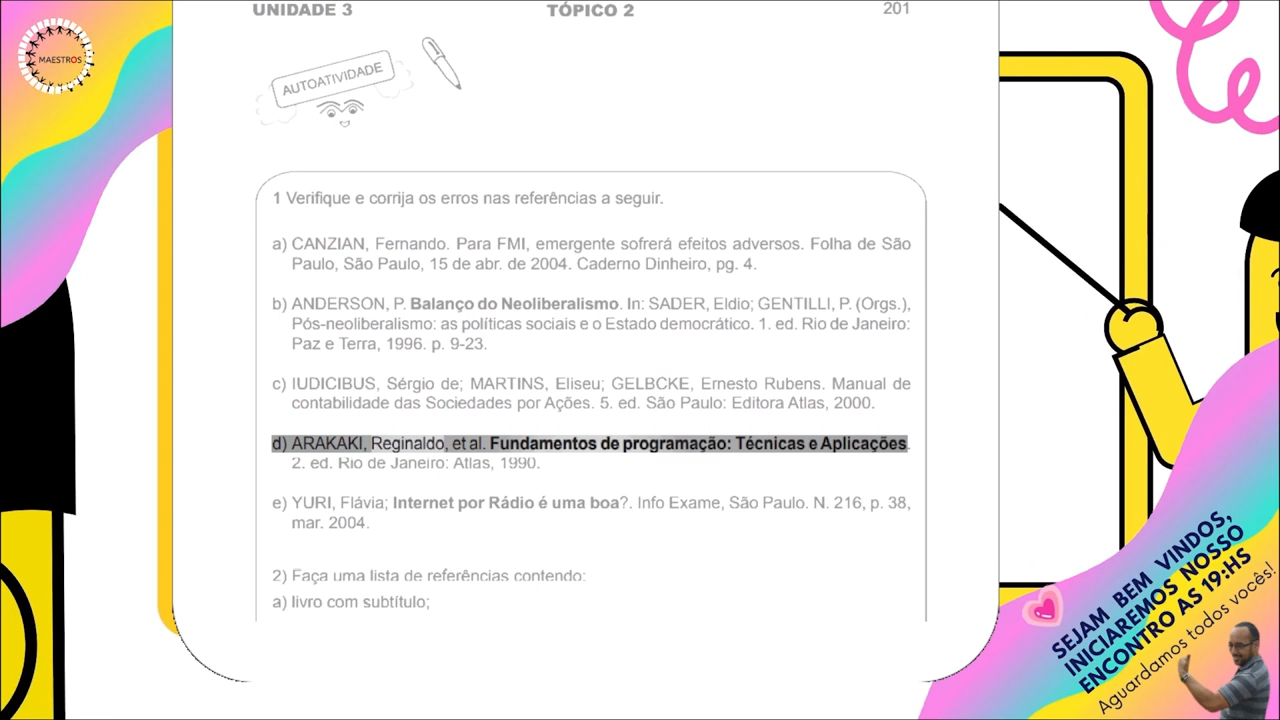 UNIDADE 3
TÓPICO 2
201
MAESTROS
AUTOATIVIDADE
1 Verifique e corrija os erros nas referências a seguir.
a) CANZIAN, Fernando. Para FMI, emergente sofrerá efeitos adversos. Folha de São
Paulo, São Paulo, 15 de abr. de 2004. Caderno Dinheiro, pg. 4.
b) ANDERSON, P. Balanço do Neoliberalismo. In: SADER, Eldio; GENTILLI, P. (Orgs.),
Pós-neoliberalismo: as políticas sociais e o Estado democrático. 1. ed. Rio de Janeiro:
Paz e Terra, 1996. p. 9-23.
c) IUDICIBUS, Sérgio de; MARTINS, Eliseu; GELBCKE, Ernesto Rubens. Manual de
contabilidade das Sociedades por Ações. 5. ed. São Paulo: Editora Atlas, 2000.
d) ARAKAKI, Reginaldo, et al. Fundamentos de programação: Técnicas e Aplicações.
2. ed. Rio de Janeiro: Atlas, 1990.
e) YURI, Flávia; Internet por Rádio é uma boa?. Info Exame, São Paulo. N. 216, p. 38,
mar. 2004.
2) Faça uma lista de referências contendo:
a) livro com subtítulo;
SEJAM BEM VINDOS,
INICIAREMOS NOSSO
ENCONTRO AS 19:HS
Aguardamos todos vocês!